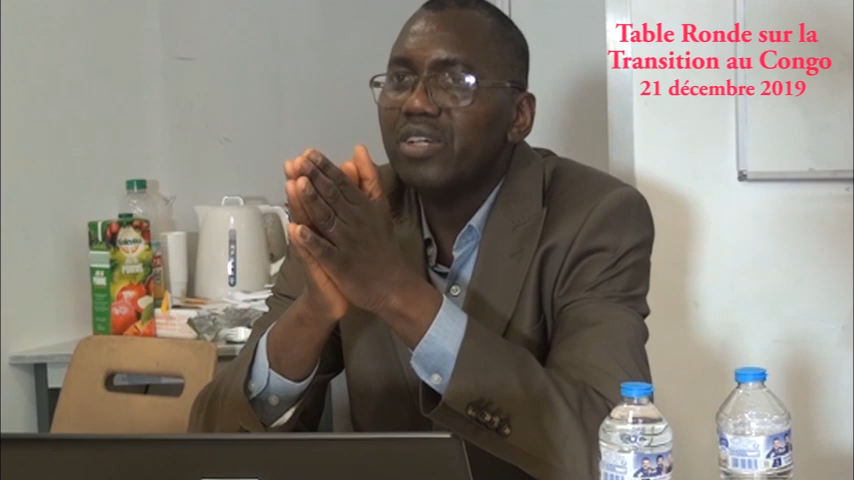 Table Ronde sur la
Transition au Congo
21 décembre 2019